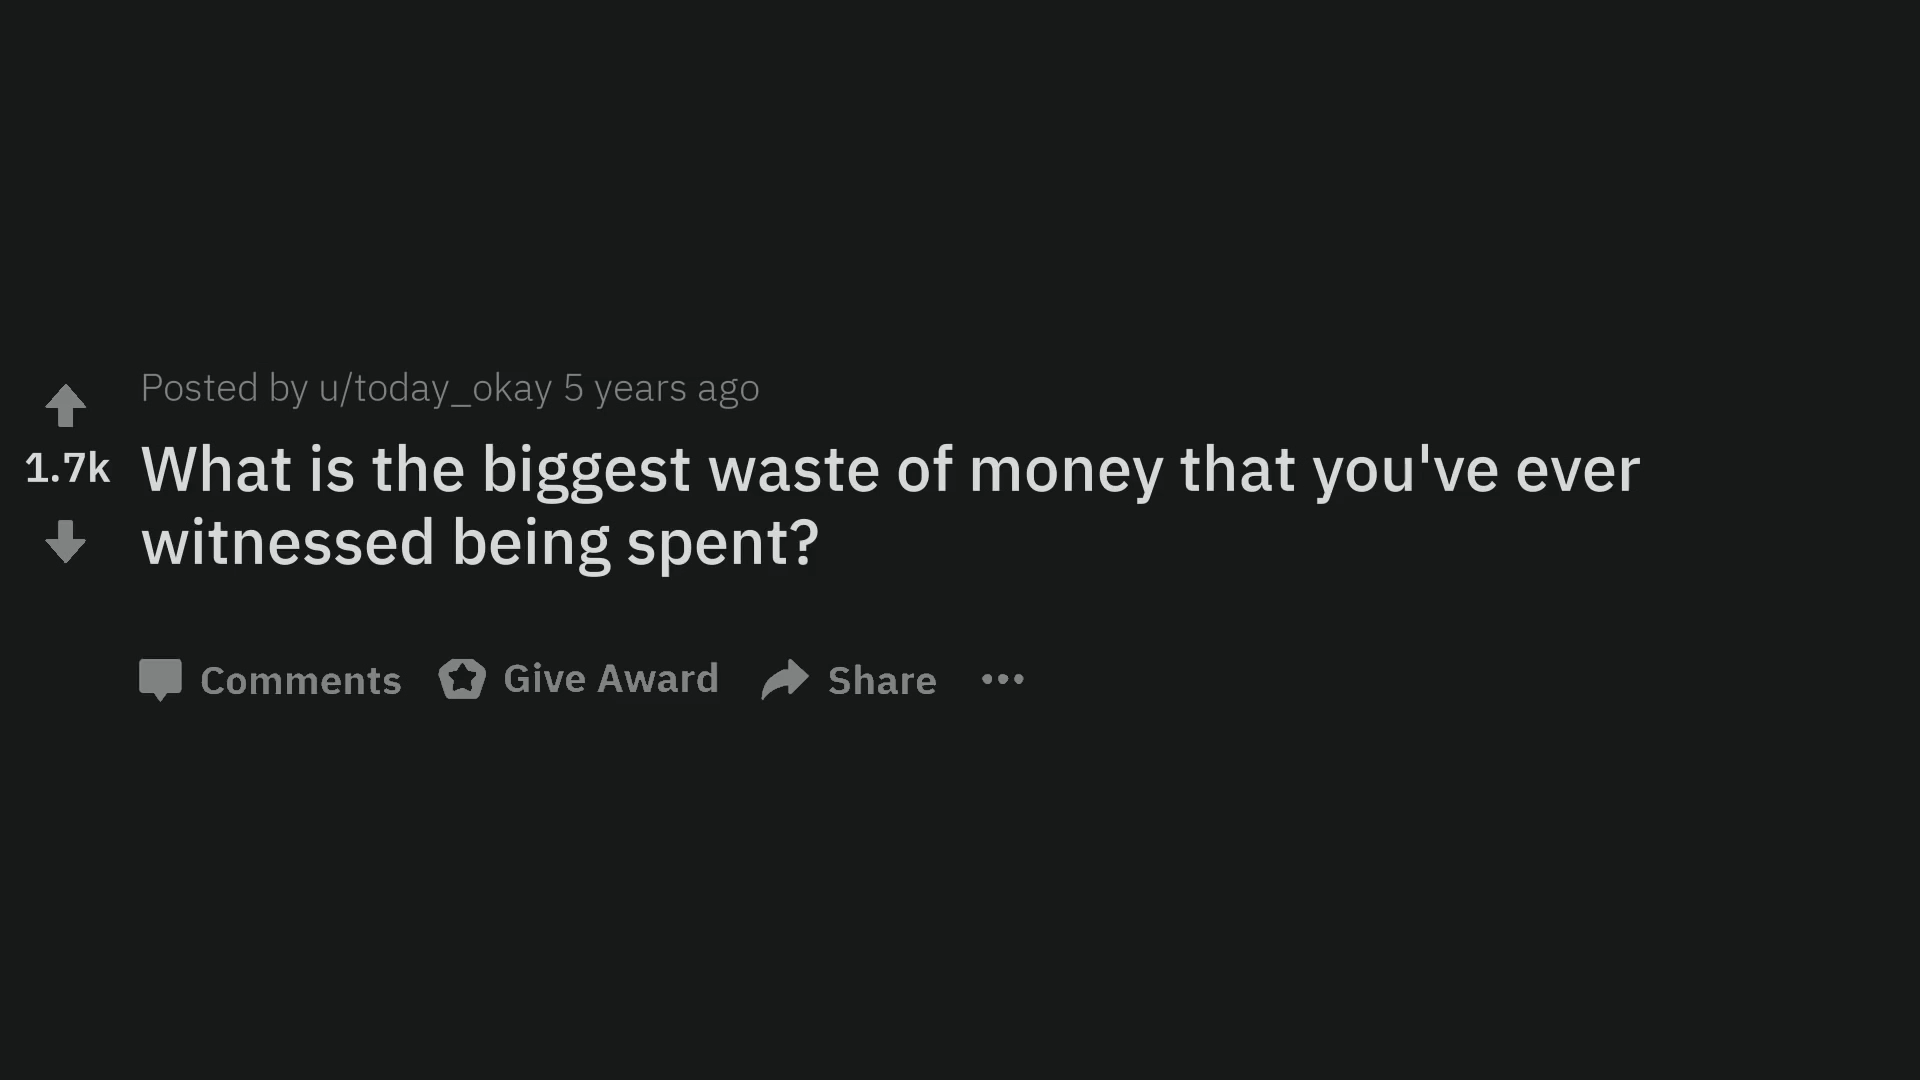 Posted by u/today_okay 5 years ago
1.7k
What is the biggest waste of money that you've ever
witnessed being spent?
Comments Give Award Share